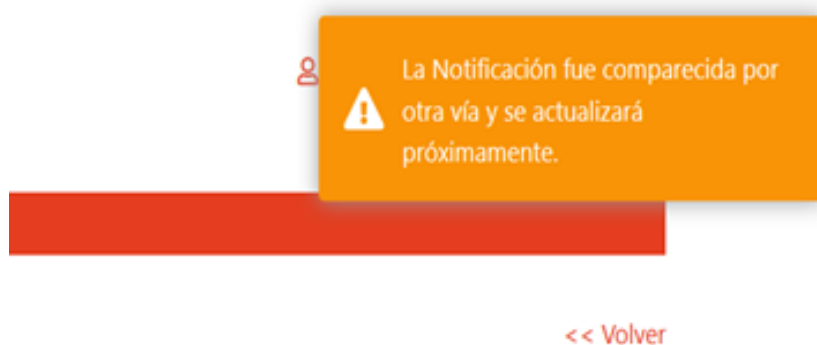 La Notificación fue comparecida por
otra vía y se actualizará
próximamente.
<< Volver